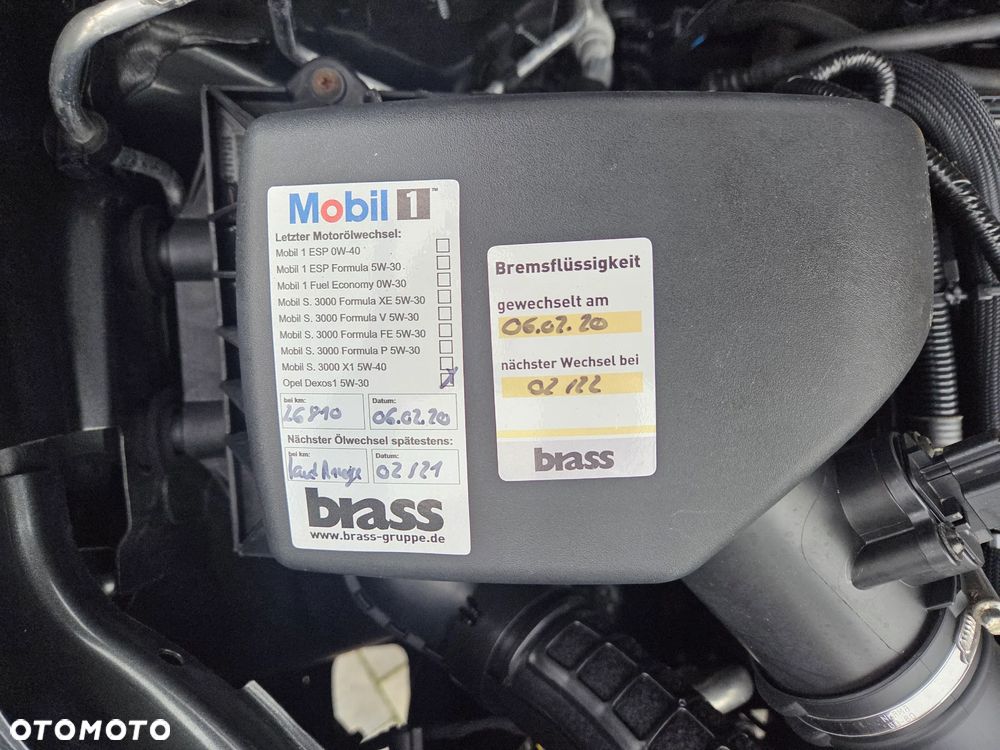 Mobil 1™
Letzter Motorölwechsel:
Mobil 1 ESP 0W-40
Mobil 1 ESP Formula 5W-30
Mobil 1 Fuel Economy 0W-30
Mobil S. 3000 Formula XE 5W-30
Mobil S. 3000 Formula V 5W-30
Mobil S. 3000 Formula FE 5W-30
Mobil S. 3000 Formula P 5W-30
Mobil S. 3000 X1 5W-40
Opel Dexos1 5W-30 X
bei km: Datum:
26810 06.02.20
Nächster Ölwechsel spätestens:
bei km: Datum:
laut Anzeige 02/21
brass
www.brass-gruppe.de
Bremsflüssigkeit
gewechselt am
06.02.20
nächster Wechsel bei
02/22
brass
OTOMOTO